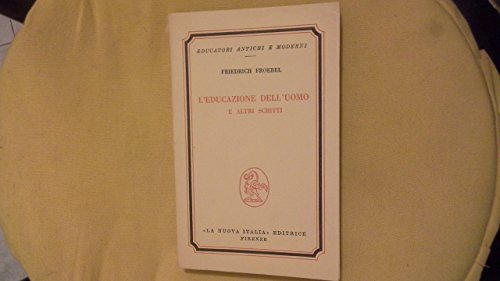 EDUCATORI ANTICHI E MODERNI
FRIEDRICH FROEBEL
L'EDUCAZIONE DELL'UOMO
E ALTRI SCRITTI
«LA NUOVA ITALIA» EDITRICE
FIRENZE